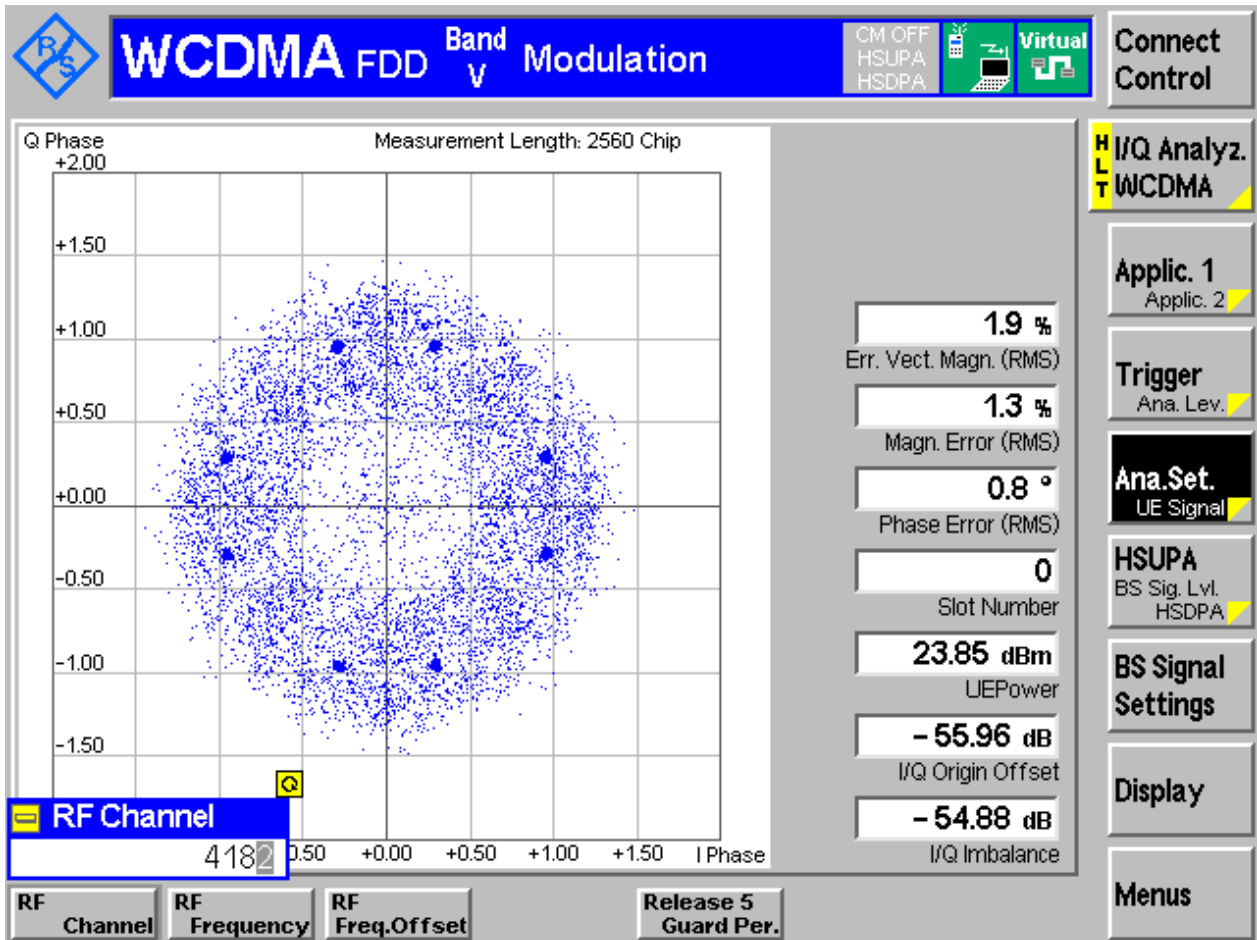 R/S
WCDMA FDD Band V Modulation
CM OFF
HSUPA
HSDPA
Virtual
Connect Control
Q Phase
Measurement Length: 2560 Chip
+2.00
+1.50
+1.00
+0.50
+0.00
-0.50
-1.00
-1.50
1.9 %
Err. Vect. Magn. (RMS)
1.3 %
Magn. Error (RMS)
0.8 °
Phase Error (RMS)
0
Slot Number
23.85 dBm
UEPower
-55.96 dB
I/Q Origin Offset
-54.88 dB
I/Q Imbalance
Q
RF Channel
4182
0.50 +0.00 +0.50 +1.00 +1.50 I Phase
HLT
I/Q Analyz.
WCDMA
Applic. 1
Applic. 2
Trigger
Ana. Lev.
Ana.Set.
UE Signal
HSUPA
BS Sig. Lvl.
HSDPA
BS Signal
Settings
Display
Menus
RF
Channel
RF
Frequency
RF
Freq.Offset
Release 5
Guard Per.